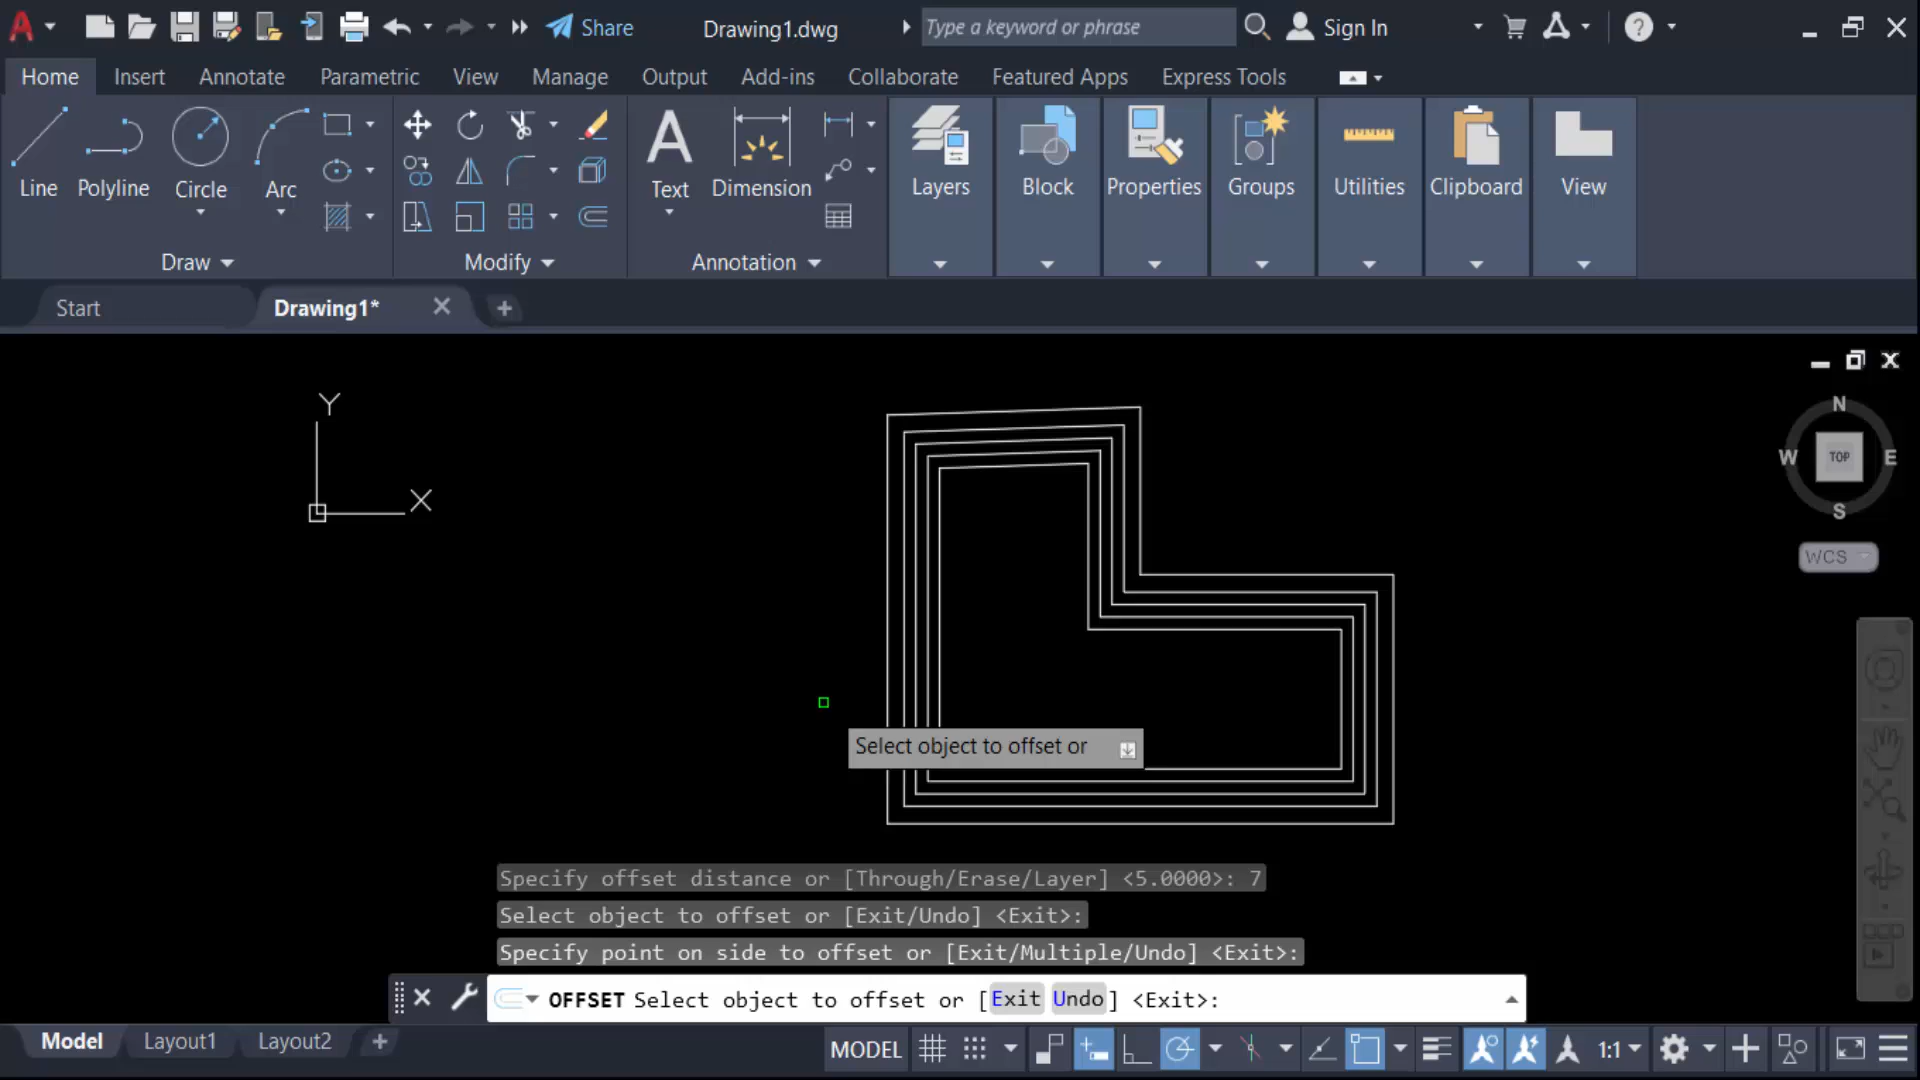 Share
Drawing1.dwg
Type a keyword or phrase
Sign In
Home Insert Annotate Parametric View Manage Output Add-ins Collaborate Featured Apps Express Tools
Line Polyline Circle Arc
Text Dimension
Layers Block Properties Groups Utilities Clipboard View
Draw Modify Annotation
Start Drawing1*
Y
X
N
W TOP E
S
WCS
Select object to offset or
Specify offset distance or [Through/Erase/Layer] <5.0000>: 7
Select object to offset or [Exit/Undo] <Exit>:
Specify point on side to offset or [Exit/Multiple/Undo] <Exit>:
OFFSET Select object to offset or [Exit Undo] <Exit>:
Model Layout1 Layout2
MODEL 1:1